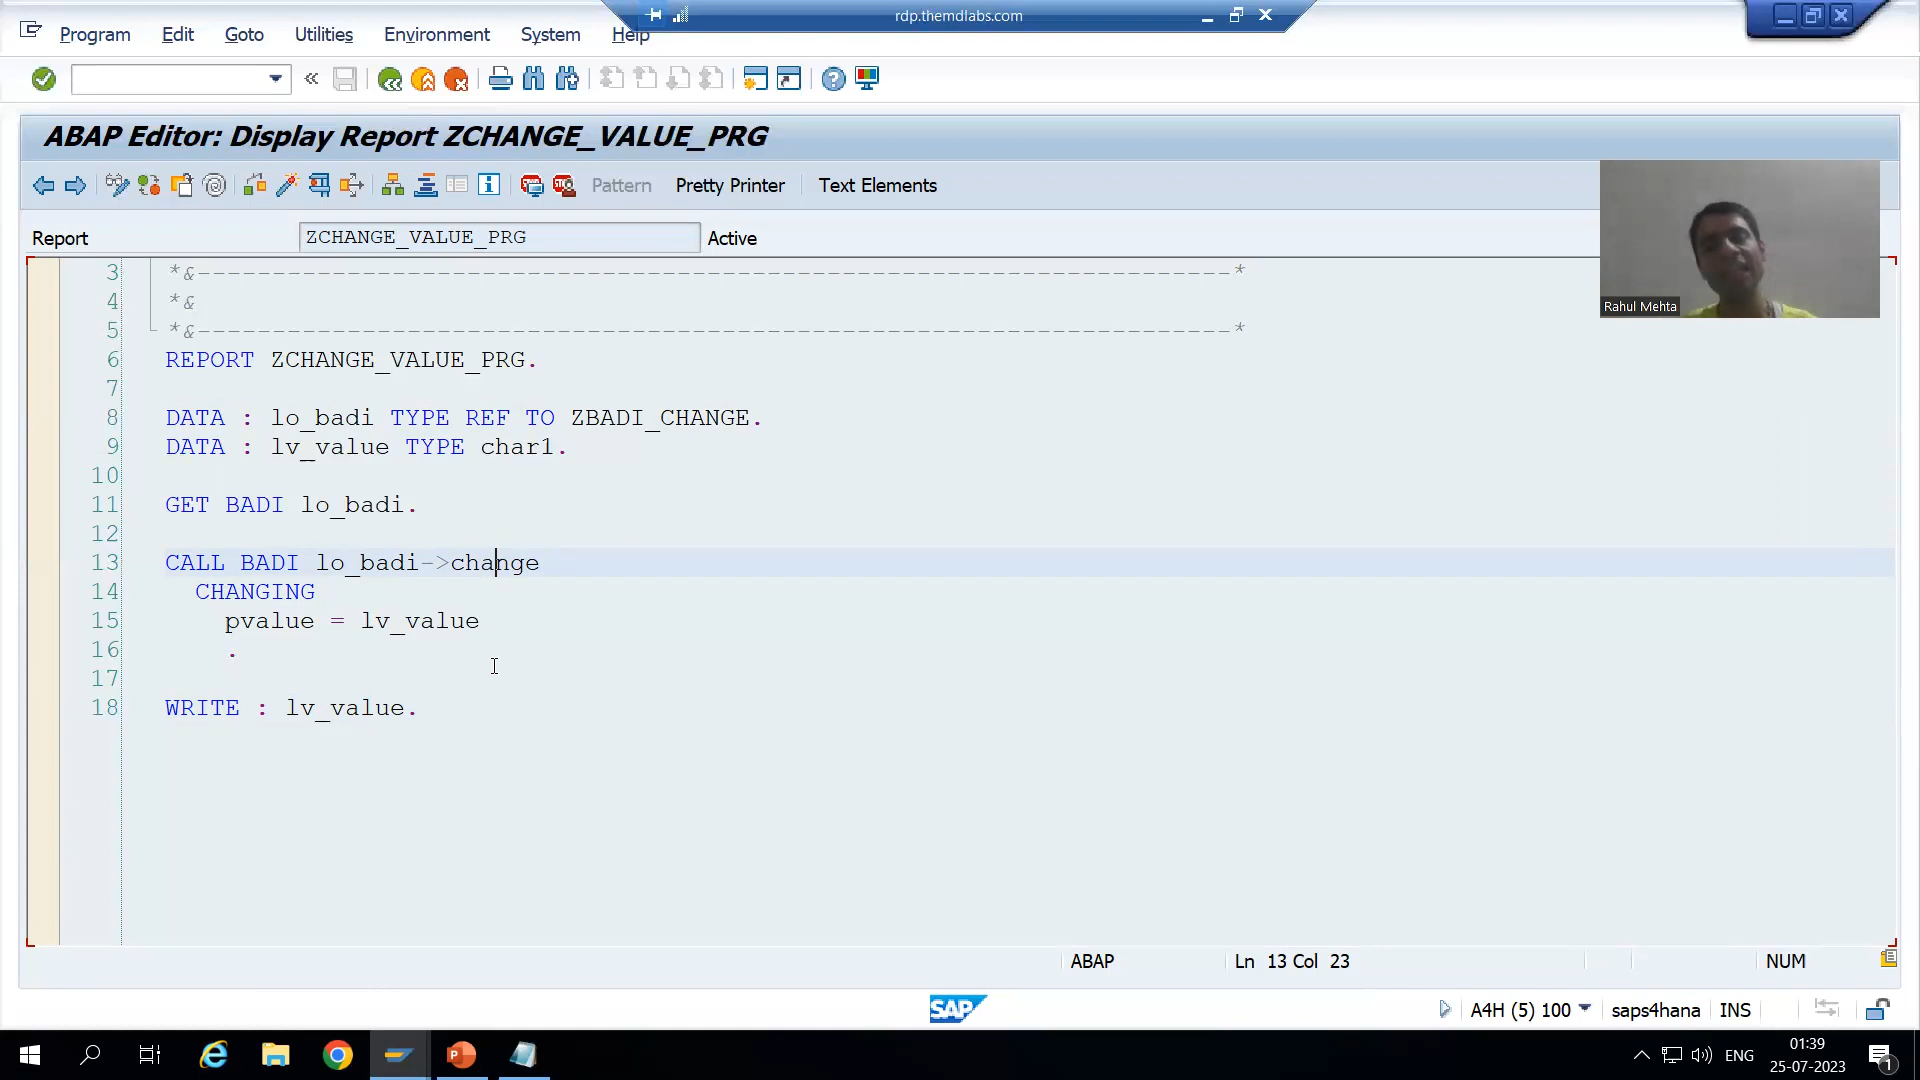 rdp.themdlabs.com
Program Edit Goto Utilities Environment System Help
ABAP Editor: Display Report ZCHANGE_VALUE_PRG
Pattern Pretty Printer Text Elements
Report ZCHANGE_VALUE_PRG Active
Rahul Mehta
3 *&---------------------------------------------------------------------*
4 *&
5 *&---------------------------------------------------------------------*
6 REPORT ZCHANGE_VALUE_PRG.
7
8 DATA : lo_badi TYPE REF TO ZBADI_CHANGE.
9 DATA : lv_value TYPE char1.
10
11 GET BADI lo_badi.
12
13 CALL BADI lo_badi->change
14 CHANGING
15 pvalue = lv_value
16 .
17
18 WRITE : lv_value.
ABAP Ln 13 Col 23 NUM
SAP
A4H (5) 100 saps4hana INS
ENG
01:39
25-07-2023
1